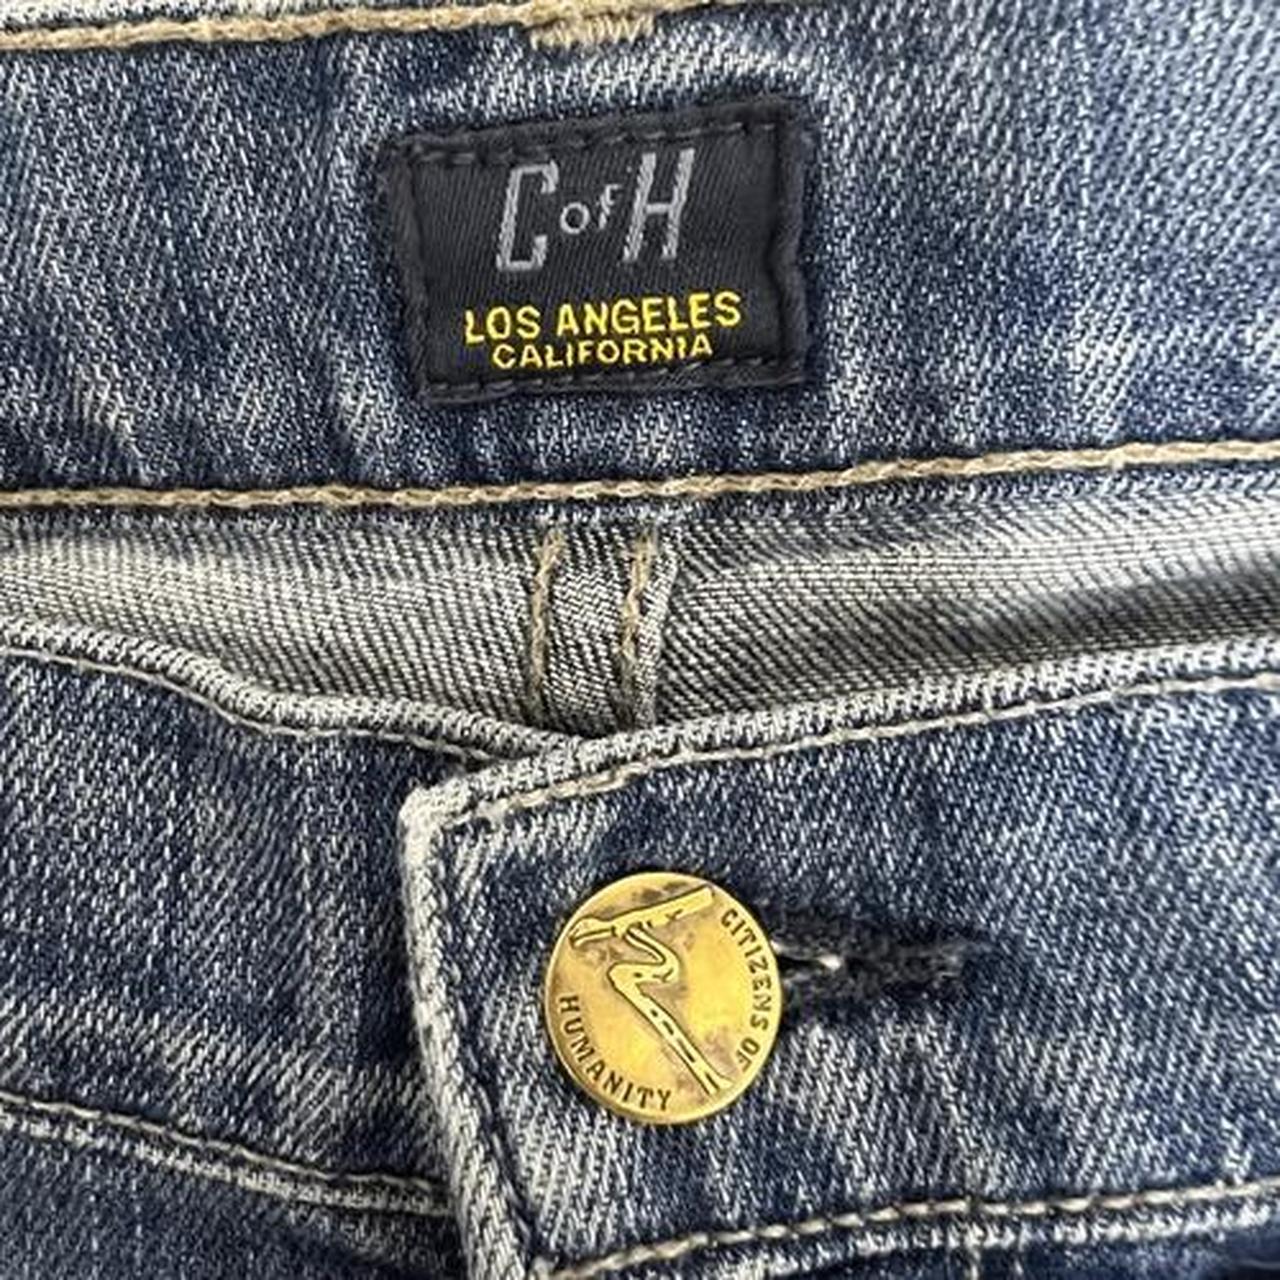 C of H
LOS ANGELES
CALIFORNIA
CITIZENS OF
HUMANITY